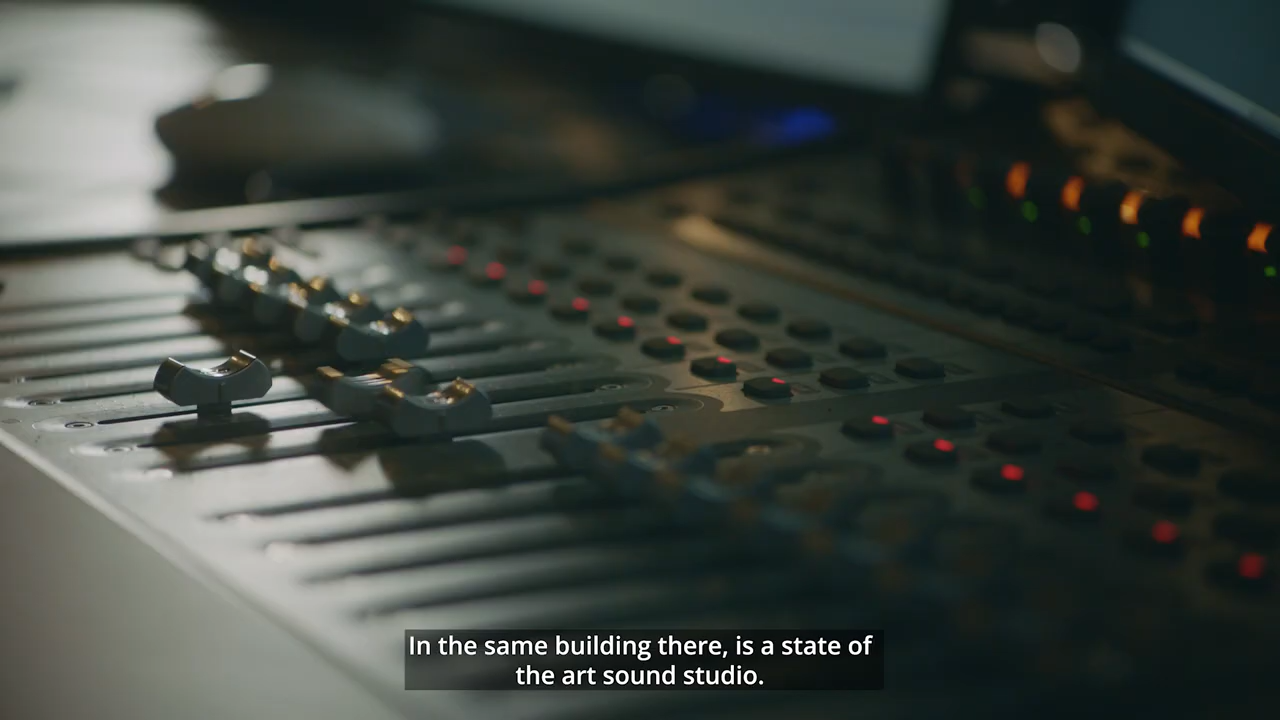 In the same building there, is a state of
the art sound studio.